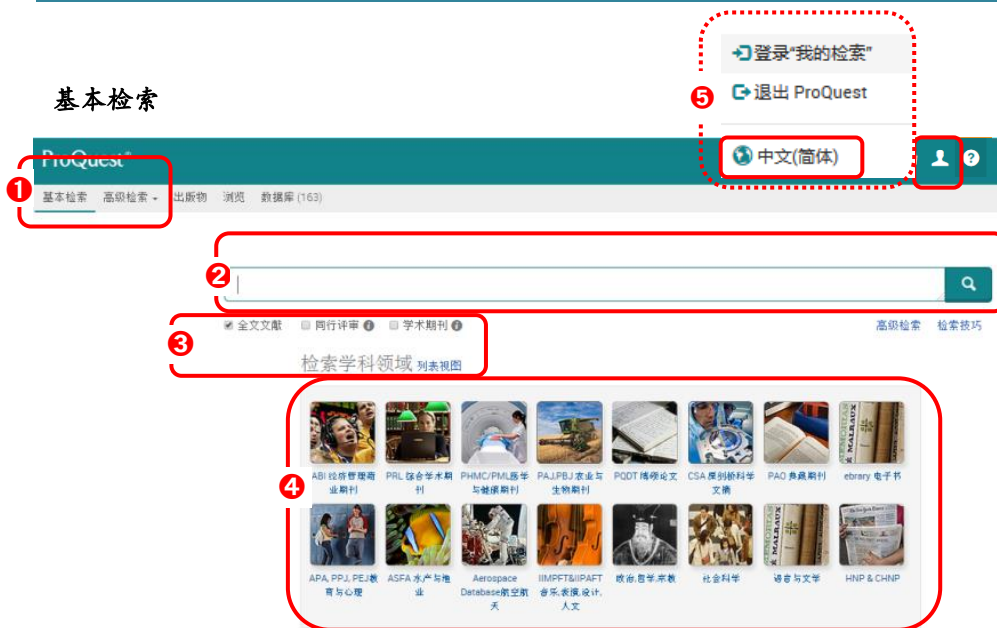 ❺
登录“我的检索”
退出 ProQuest
中文(简体)
基本检索
ProQuest®
?
❶
基本检索 高级检索 出版物 浏览 数据库 (163)
❷
❸
全文文献 同行评审 学术期刊
高级检索 检索技巧
检索学科领域 列表视图
❹
ABI 经济管理商业期刊
PRL 综合学术期刊
PHMC/PML医学与健康期刊
PAJ,PBJ 农业与生物期刊
PQDT 博硕论文
CSA 原剑桥科学文摘
PAO 典藏期刊
ebrary 电子书
APA, PPJ, PEJ教育与心理
ASFA 水产与渔业
Aerospace Database航空航天
IIMPFT&IIPAFT 音乐,表演,设计,人文
政治,哲学,宗教
社会科学
语言与文学
HNP & CHNP